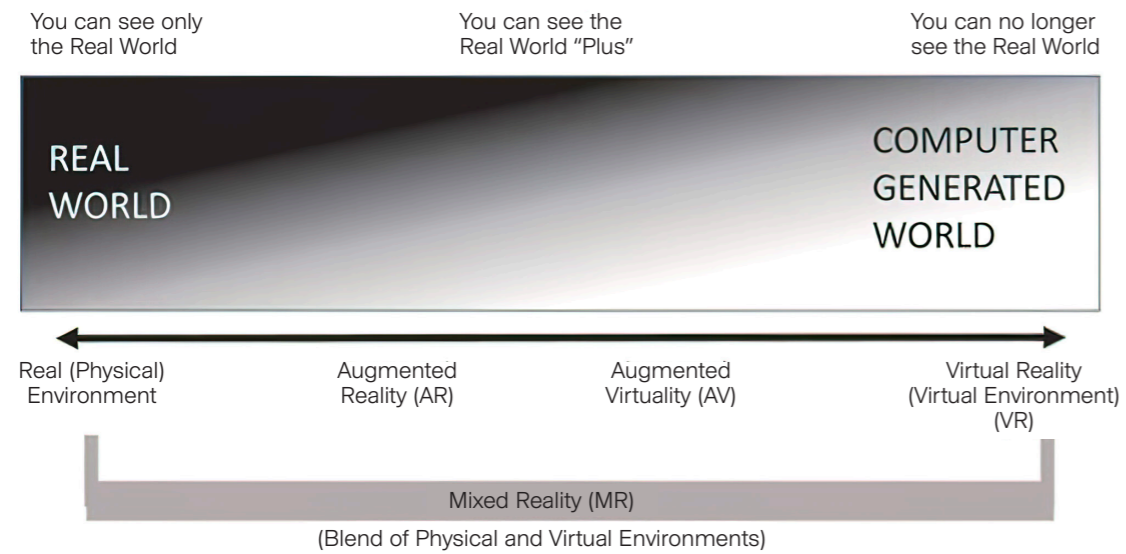 You can see only
the Real World
You can see the
Real World “Plus”
You can no longer
see the Real World
REAL
WORLD
COMPUTER
GENERATED
WORLD
Real (Physical)
Environment
Augmented
Reality (AR)
Augmented
Virtuality (AV)
Virtual Reality
(Virtual Environment)
(VR)
Mixed Reality (MR)
(Blend of Physical and Virtual Environments)